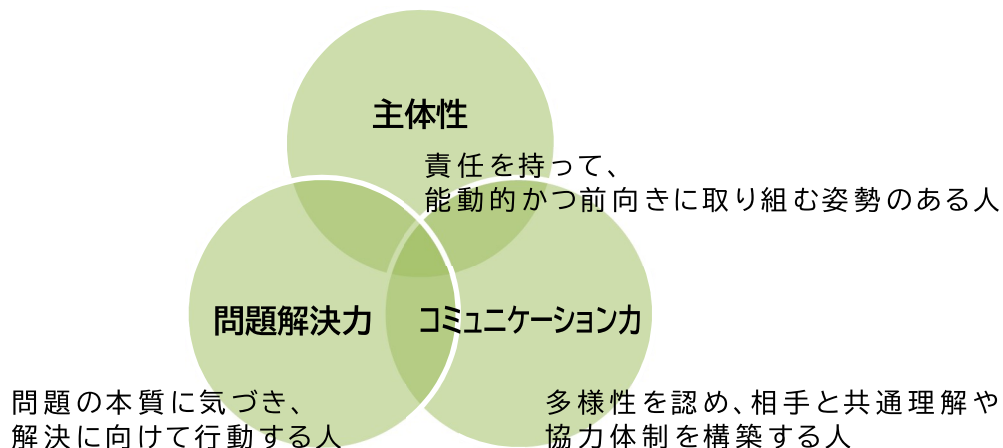 主体性
責任を持って、
能動的かつ前向きに取り組む姿勢のある人
問題解決力
コミュニケーション力
問題の本質に気づき、
解決に向けて行動する人
多様性を認め、相手と共通理解や
協力体制を構築する人